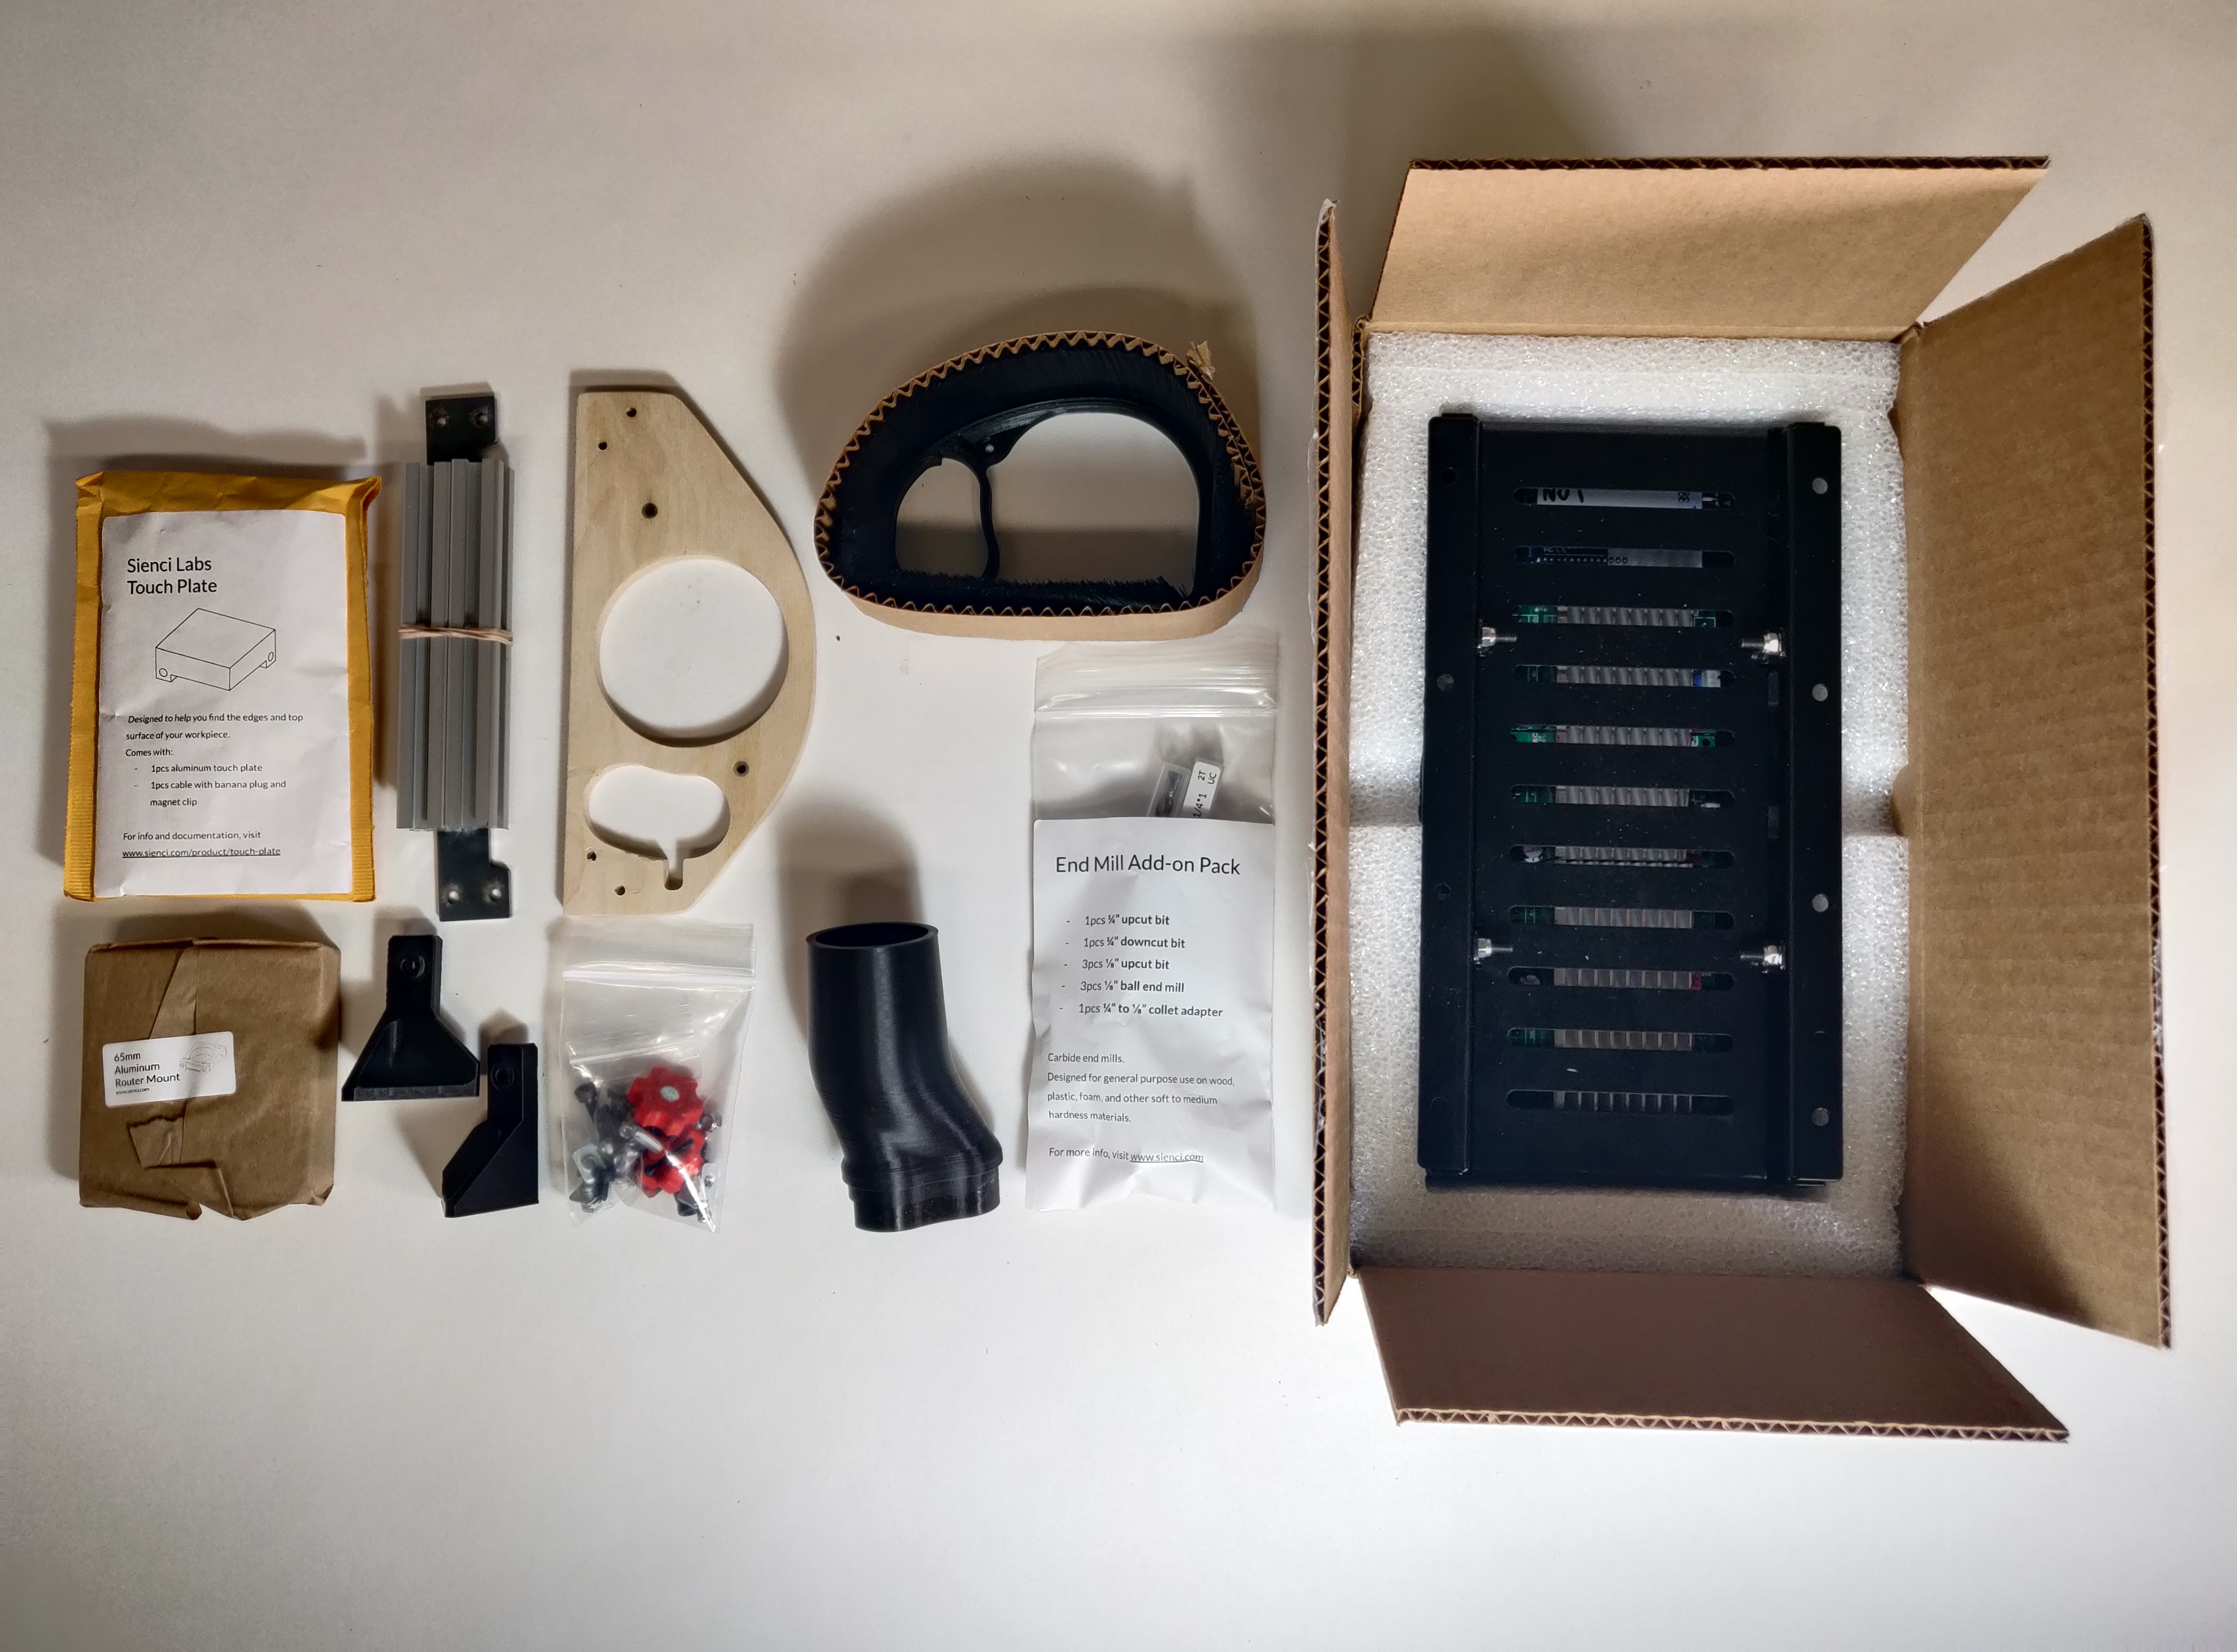 Sienci Labs
Touch Plate
Designed to help you find the edges and top
surface of your workpiece.
Comes with:
- 1pcs aluminum touch plate
- 1pcs cable with banana plug and
magnet clip
For info and documentation, visit
www.sienci.com/product/touch-plate
65mm
Aluminum
Router Mount
2T
UC
1/4*1
End Mill Add-on Pack
- 1pcs ¼" upcut bit
- 1pcs ¼" downcut bit
- 3pcs ⅛" upcut bit
- 3pcs ⅛" ball end mill
- 1pcs ¼" to ⅛" collet adapter
Carbide end mills.
Designed for general purpose use on wood,
plastic, foam, and other soft to medium
hardness materials.
For more info, visit www.sienci.com